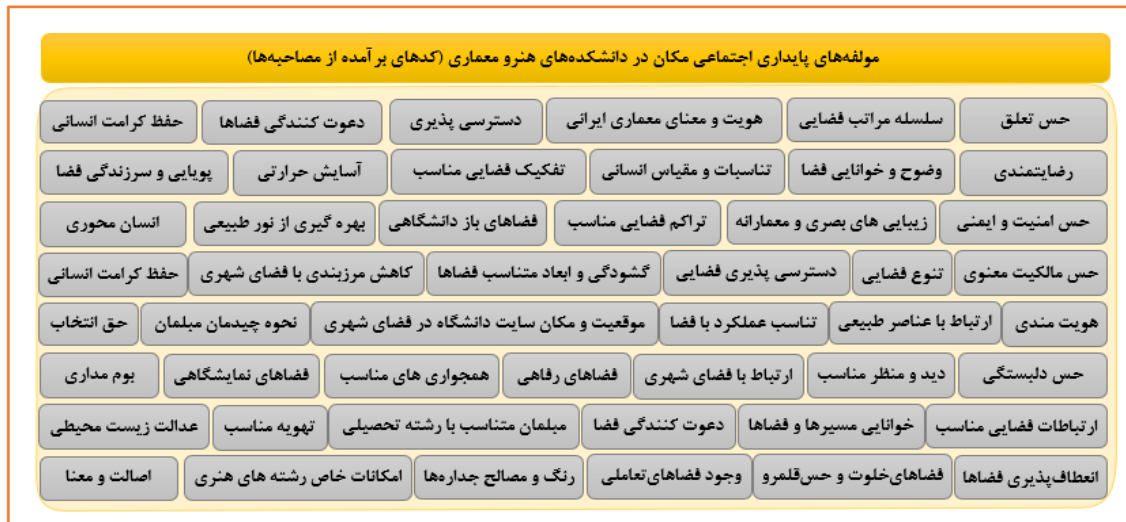 مولفه‌های پایداری اجتماعی مکان در دانشکده‌های هنرو معماری (کدهای بر آمده از مصاحبه‌ها)
حس تعلق سلسله مراتب فضایی هویت و معنای معماری ایرانی دسترسی پذیری دعوت کنندگی فضاها حفظ کرامت انسانی
رضایتمندی وضوح و خوانایی فضا تناسبات و مقیاس انسانی تفکیک فضایی مناسب آسایش حرارتی پویایی و سرزندگی فضا
حس امنیت و ایمنی زیبایی های بصری و معمارانه تراکم فضایی مناسب فضاهای باز دانشگاهی بهره گیری از نور طبیعی انسان محوری
حس مالکیت معنوی تنوع فضایی دسترسی پذیری فضایی گشودگی و ابعاد متناسب فضاها کاهش مرزبندی با فضای شهری حفظ کرامت انسانی
هویت مندی ارتباط با عناصر طبیعی تناسب عملکرد با فضا موقعیت و مکان سایت دانشگاه در فضای شهری نحوه چیدمان مبلمان حق انتخاب
حس دلبستگی دید و منظر مناسب ارتباط با فضای شهری فضاهای رفاهی همجواری های مناسب فضاهای نمایشگاهی بوم مداری
ارتباطات فضایی مناسب خوانایی مسیرها و فضاها دعوت کنندگی فضا مبلمان متناسب با رشته تحصیلی تهویه مناسب عدالت زیست محیطی
انعطاف‌پذیری فضاها فضاهای‌خلوت و حس‌قلمرو وجود فضاهای‌تعاملی رنگ و مصالح جداره‌ها امکانات خاص رشته های هنری اصالت و معنا